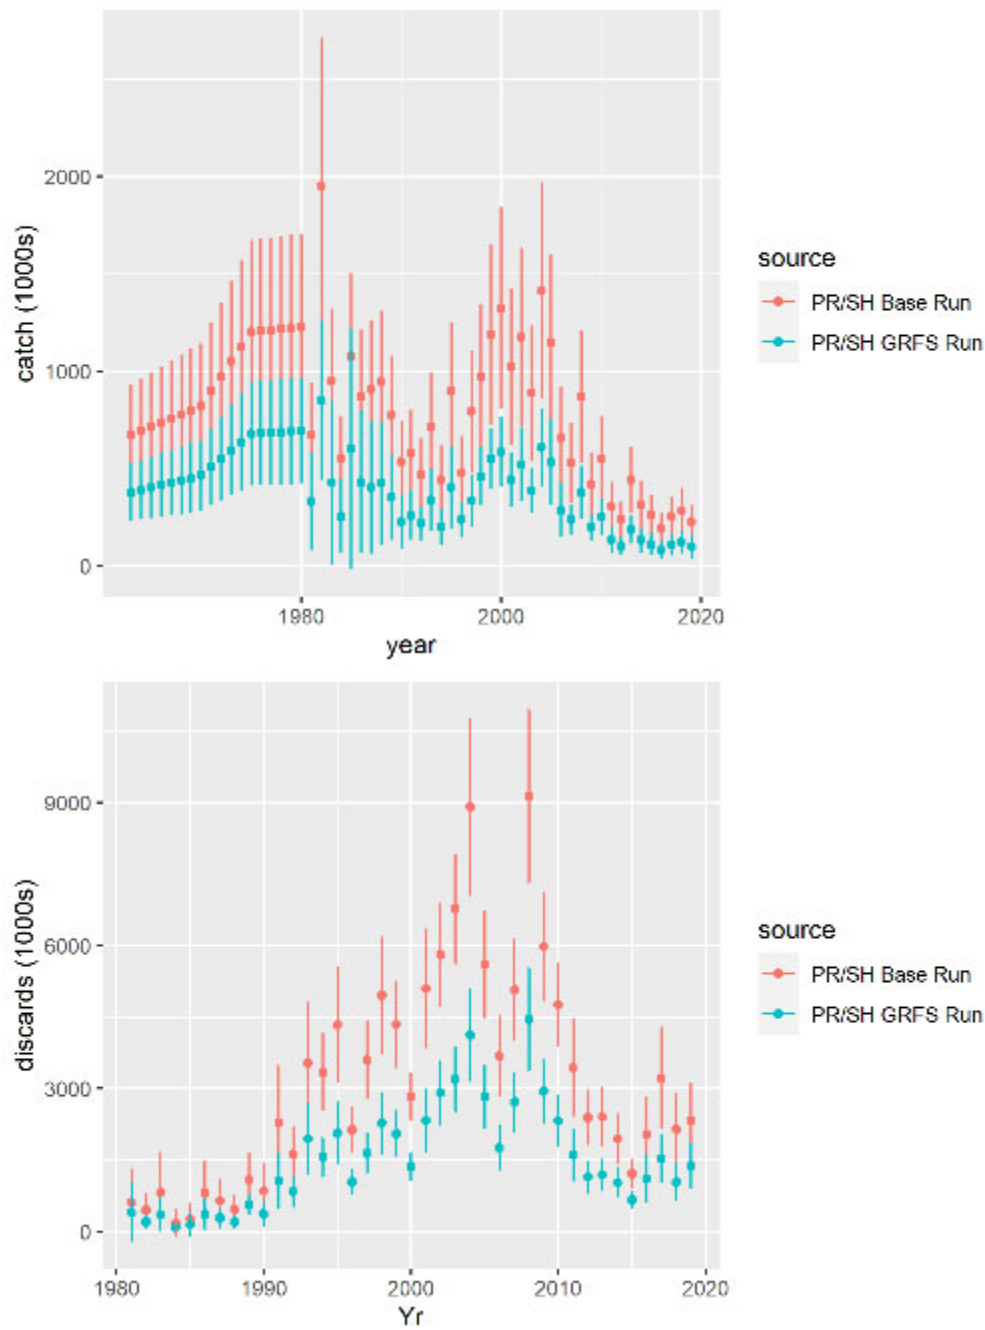 2000
1000
0
catch (1000s)
1980
2000
2020
year
source
PR/SH Base Run
PR/SH GRFS Run
9000
6000
3000
0
discards (1000s)
1980
1990
2000
2010
2020
Yr
source
PR/SH Base Run
PR/SH GRFS Run